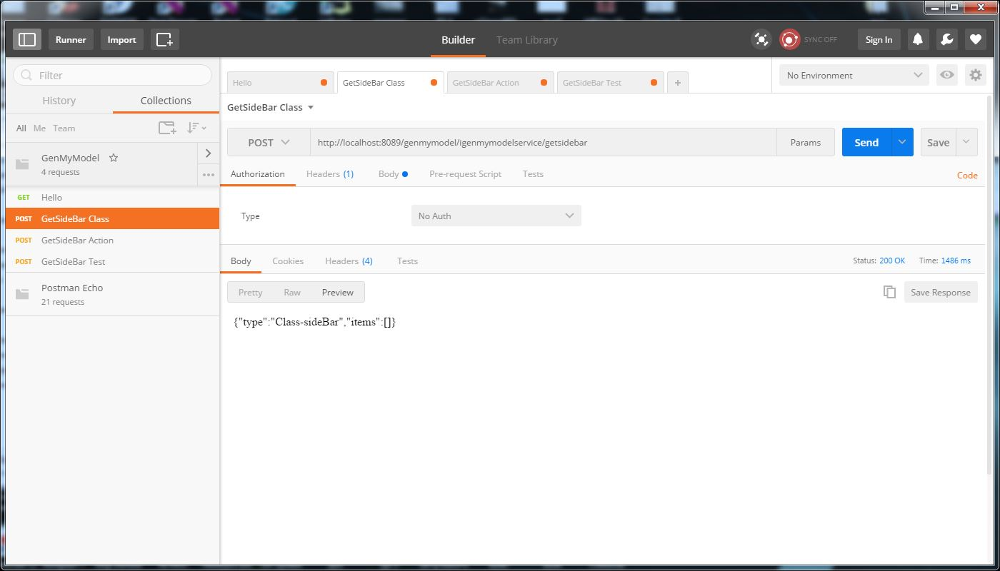 Runner Import Builder Team Library SYNC OFF Sign In
Filter
History Collections
All Me Team
GenMyModel
4 requests
GET Hello
POST GetSideBar Class
POST GetSideBar Action
POST GetSideBar Test
Postman Echo
21 requests
Hello GetSideBar Class GetSideBar Action GetSideBar Test + No Environment
GetSideBar Class
POST http://localhost:8089/genmymodel/igenmymodelservice/getsidebar Params Send Save
Authorization Headers (1) Body Pre-request Script Tests Code
Type No Auth
Body Cookies Headers (4) Tests Status: 200 OK Time: 1486 ms
Pretty Raw Preview Save Response
{"type":"Class-sideBar","items":[]}